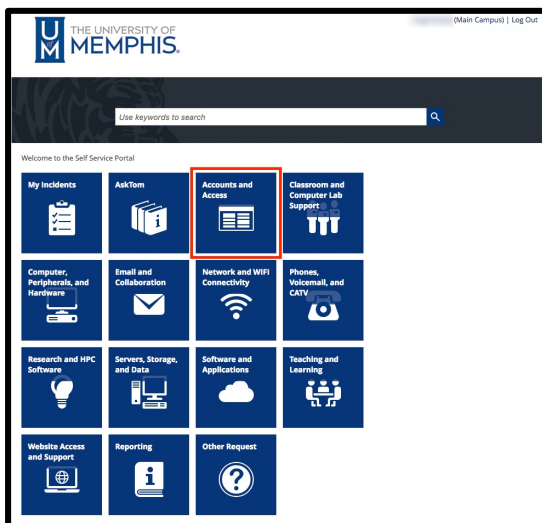 THE UNIVERSITY OF
MEMPHIS.
(Main Campus) | Log Out
Use keywords to search
Welcome to the Self Service Portal
My Incidents
AskTom
Accounts and
Access
Classroom and
Computer Lab
Support
Computer,
Peripherals, and
Hardware
Email and
Collaboration
Network and WIFI
Connectivity
Phones,
Voicemail, and
CATV
Research and HPC
Software
Servers, Storage,
and Data
Software and
Applications
Teaching and
Learning
Website Access
and Support
Reporting
Other Request